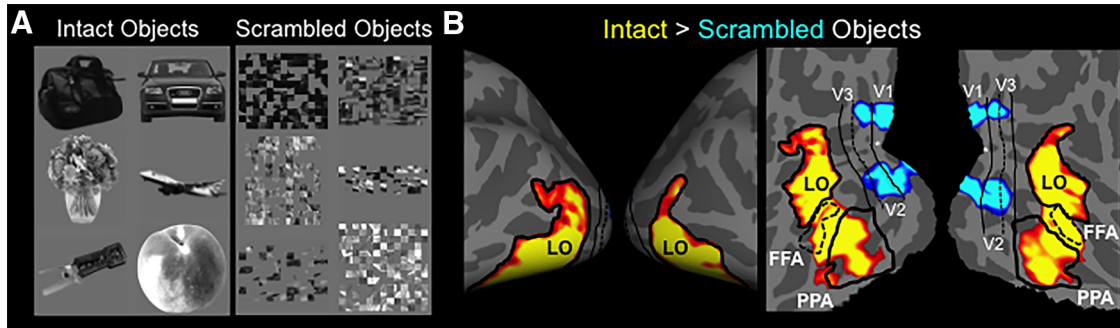 A
Intact Objects
Scrambled Objects
B
Intact > Scrambled Objects
LO
LO
V3
V1
LO
V2
FFA
PPA
V1
V3
LO
FFA
V2
PPA